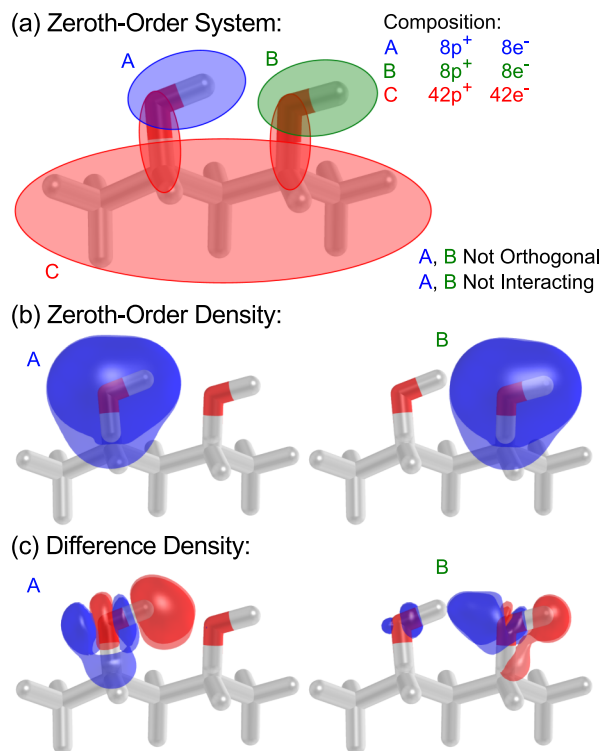 (a) Zeroth-Order System:
Composition:
A 8p⁺ 8e⁻
B 8p⁺ 8e⁻
C 42p⁺ 42e⁻
A
B
C
A, B Not Orthogonal
A, B Not Interacting
(b) Zeroth-Order Density:
A
B
(c) Difference Density:
A
B